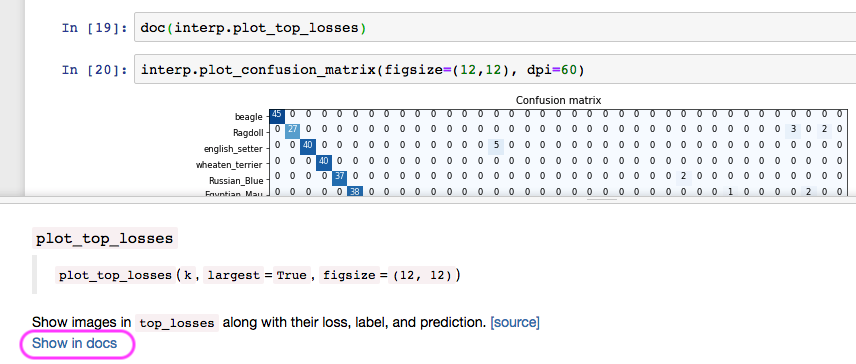 In [19]: doc(interp.plot_top_losses)
In [20]: interp.plot_confusion_matrix(figsize=(12,12), dpi=60)
Confusion matrix
beagle 45 0 0 0 0 0 0 0 0 0 0 0 0 0 0 0 0 0 0 0 0 0 0 0 0 0 0 0 0 0 0 0 0 0 0 0 0
Ragdoll 0 27 0 0 0 0 0 0 0 0 0 0 0 0 0 0 0 0 0 0 0 0 0 0 0 0 0 0 0 0 0 0 0 3 0 2 0
english_setter 0 0 40 0 0 0 0 0 0 0 0 0 0 0 5 0 0 0 0 0 0 0 0 0 0 0 0 0 0 0 0 0 0 0 0 0 0
wheaten_terrier 0 0 0 40 0 0 0 0 0 0 0 0 0 0 0 0 0 0 0 0 0 0 0 0 0 0 0 0 0 0 0 0 0 0 0 0 0
Russian_Blue 0 0 0 0 37 0 0 0 0 0 0 0 0 0 0 0 0 0 0 0 0 0 0 0 0 0 2 0 0 0 0 0 0 0 0 0 0
Egyptian_Mau 0 0 0 0 0 38 0 0 0 0 0 0 0 0 0 0 0 0 0 0 0 0 0 0 0 0 0 0 0 1 0 0 0 0 2 0 0
plot_top_losses
plot_top_losses(k, largest=True, figsize=(12, 12))
Show images in top_losses along with their loss, label, and prediction. [source]
Show in docs